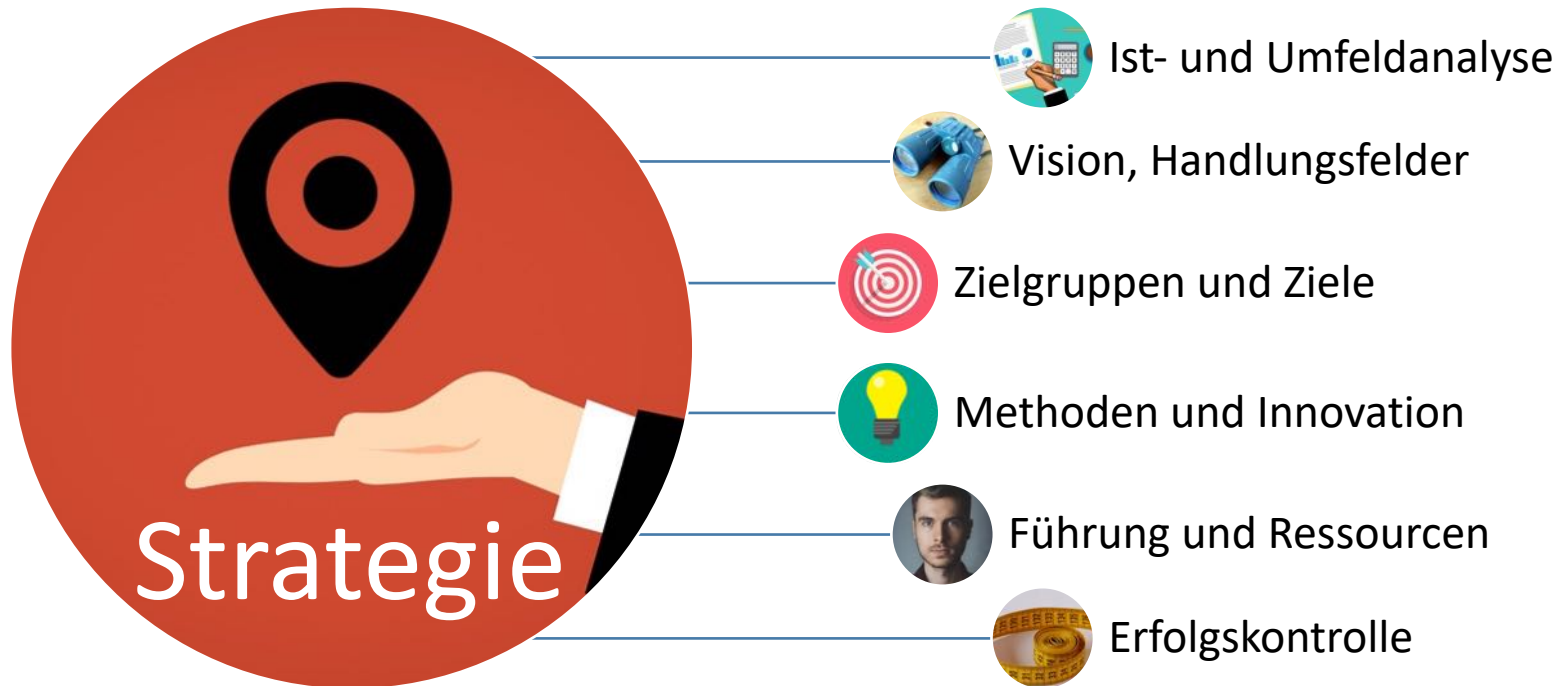 Strategie
Ist- und Umfeldanalyse
Vision, Handlungsfelder
Zielgruppen und Ziele
Methoden und Innovation
Führung und Ressourcen
Erfolgskontrolle